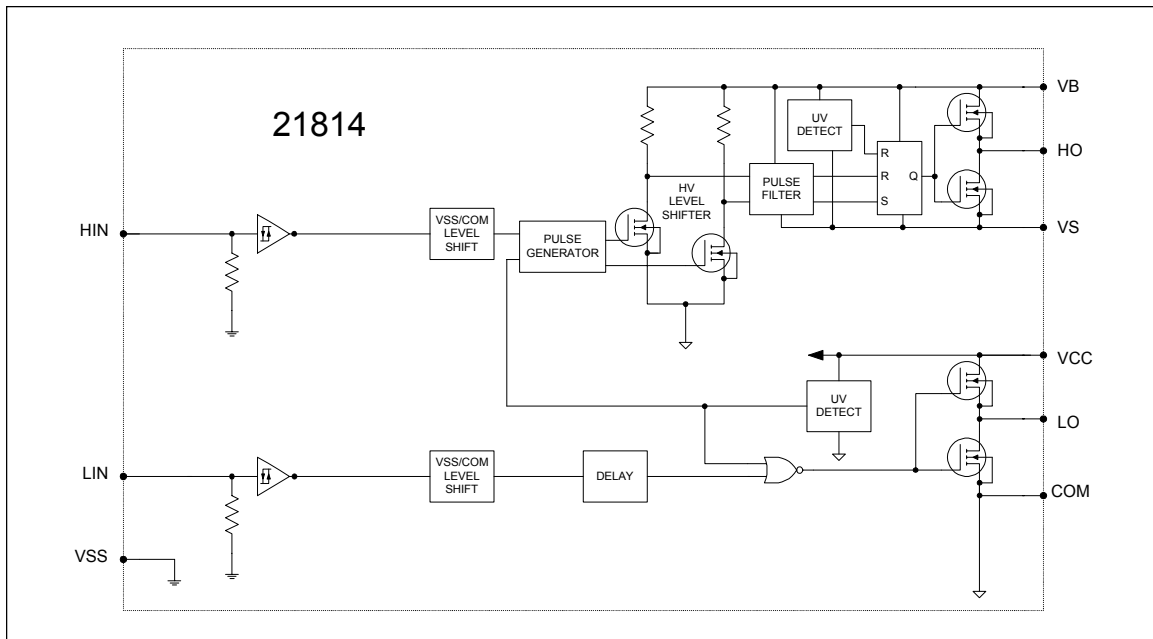 21814
VB
UV
DETECT
HO
R
R
Q
S
PULSE
FILTER
HV
LEVEL
SHIFTER
VS
HIN
VSS/COM
LEVEL
SHIFT
PULSE
GENERATOR
VCC
UV
DETECT
LO
LIN
VSS/COM
LEVEL
SHIFT
DELAY
COM
VSS